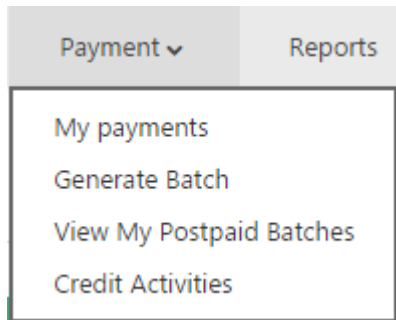 Payment Reports
My payments
Generate Batch
View My Postpaid Batches
Credit Activities